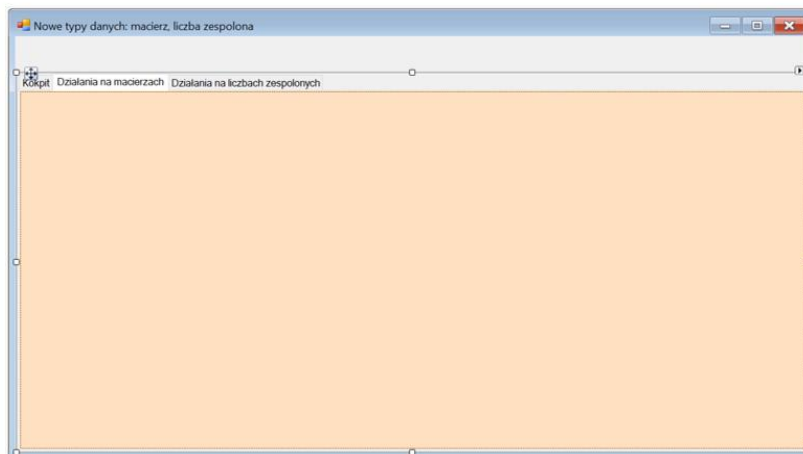 Nowe typy danych: macierz, liczba zespolona
Kokpit Działania na macierzach Działania na liczbach zespolonych